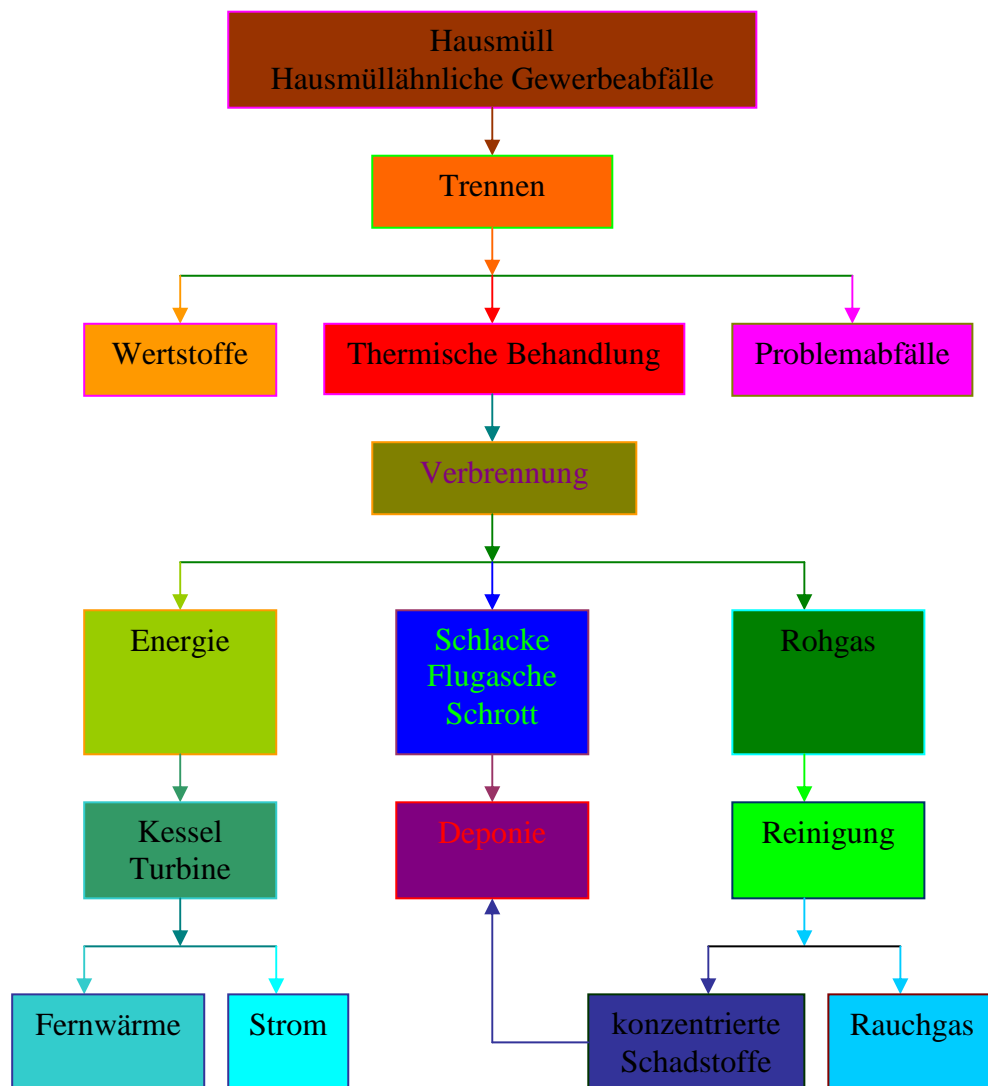 Hausmüll
Hausmüllähnliche Gewerbeabfälle
Trennen
Wertstoffe
Thermische Behandlung
Problemabfälle
Verbrennung
Energie
Schlacke
Flugasche
Schrott
Rohgas
Kessel
Turbine
Deponie
Reinigung
Fernwärme
Strom
konzentrierte
Schadstoffe
Rauchgas